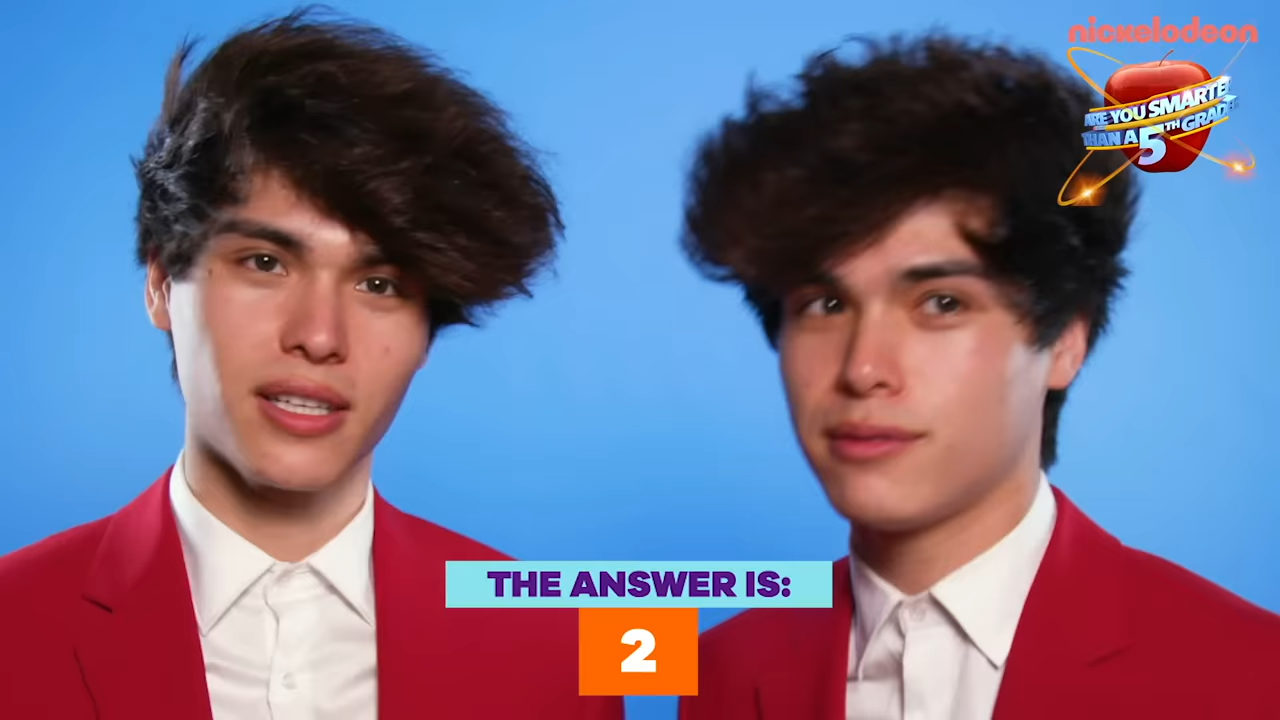 nickelodeon
ARE YOU SMARTER
THAN A 5TH GRADER
THE ANSWER IS:
2